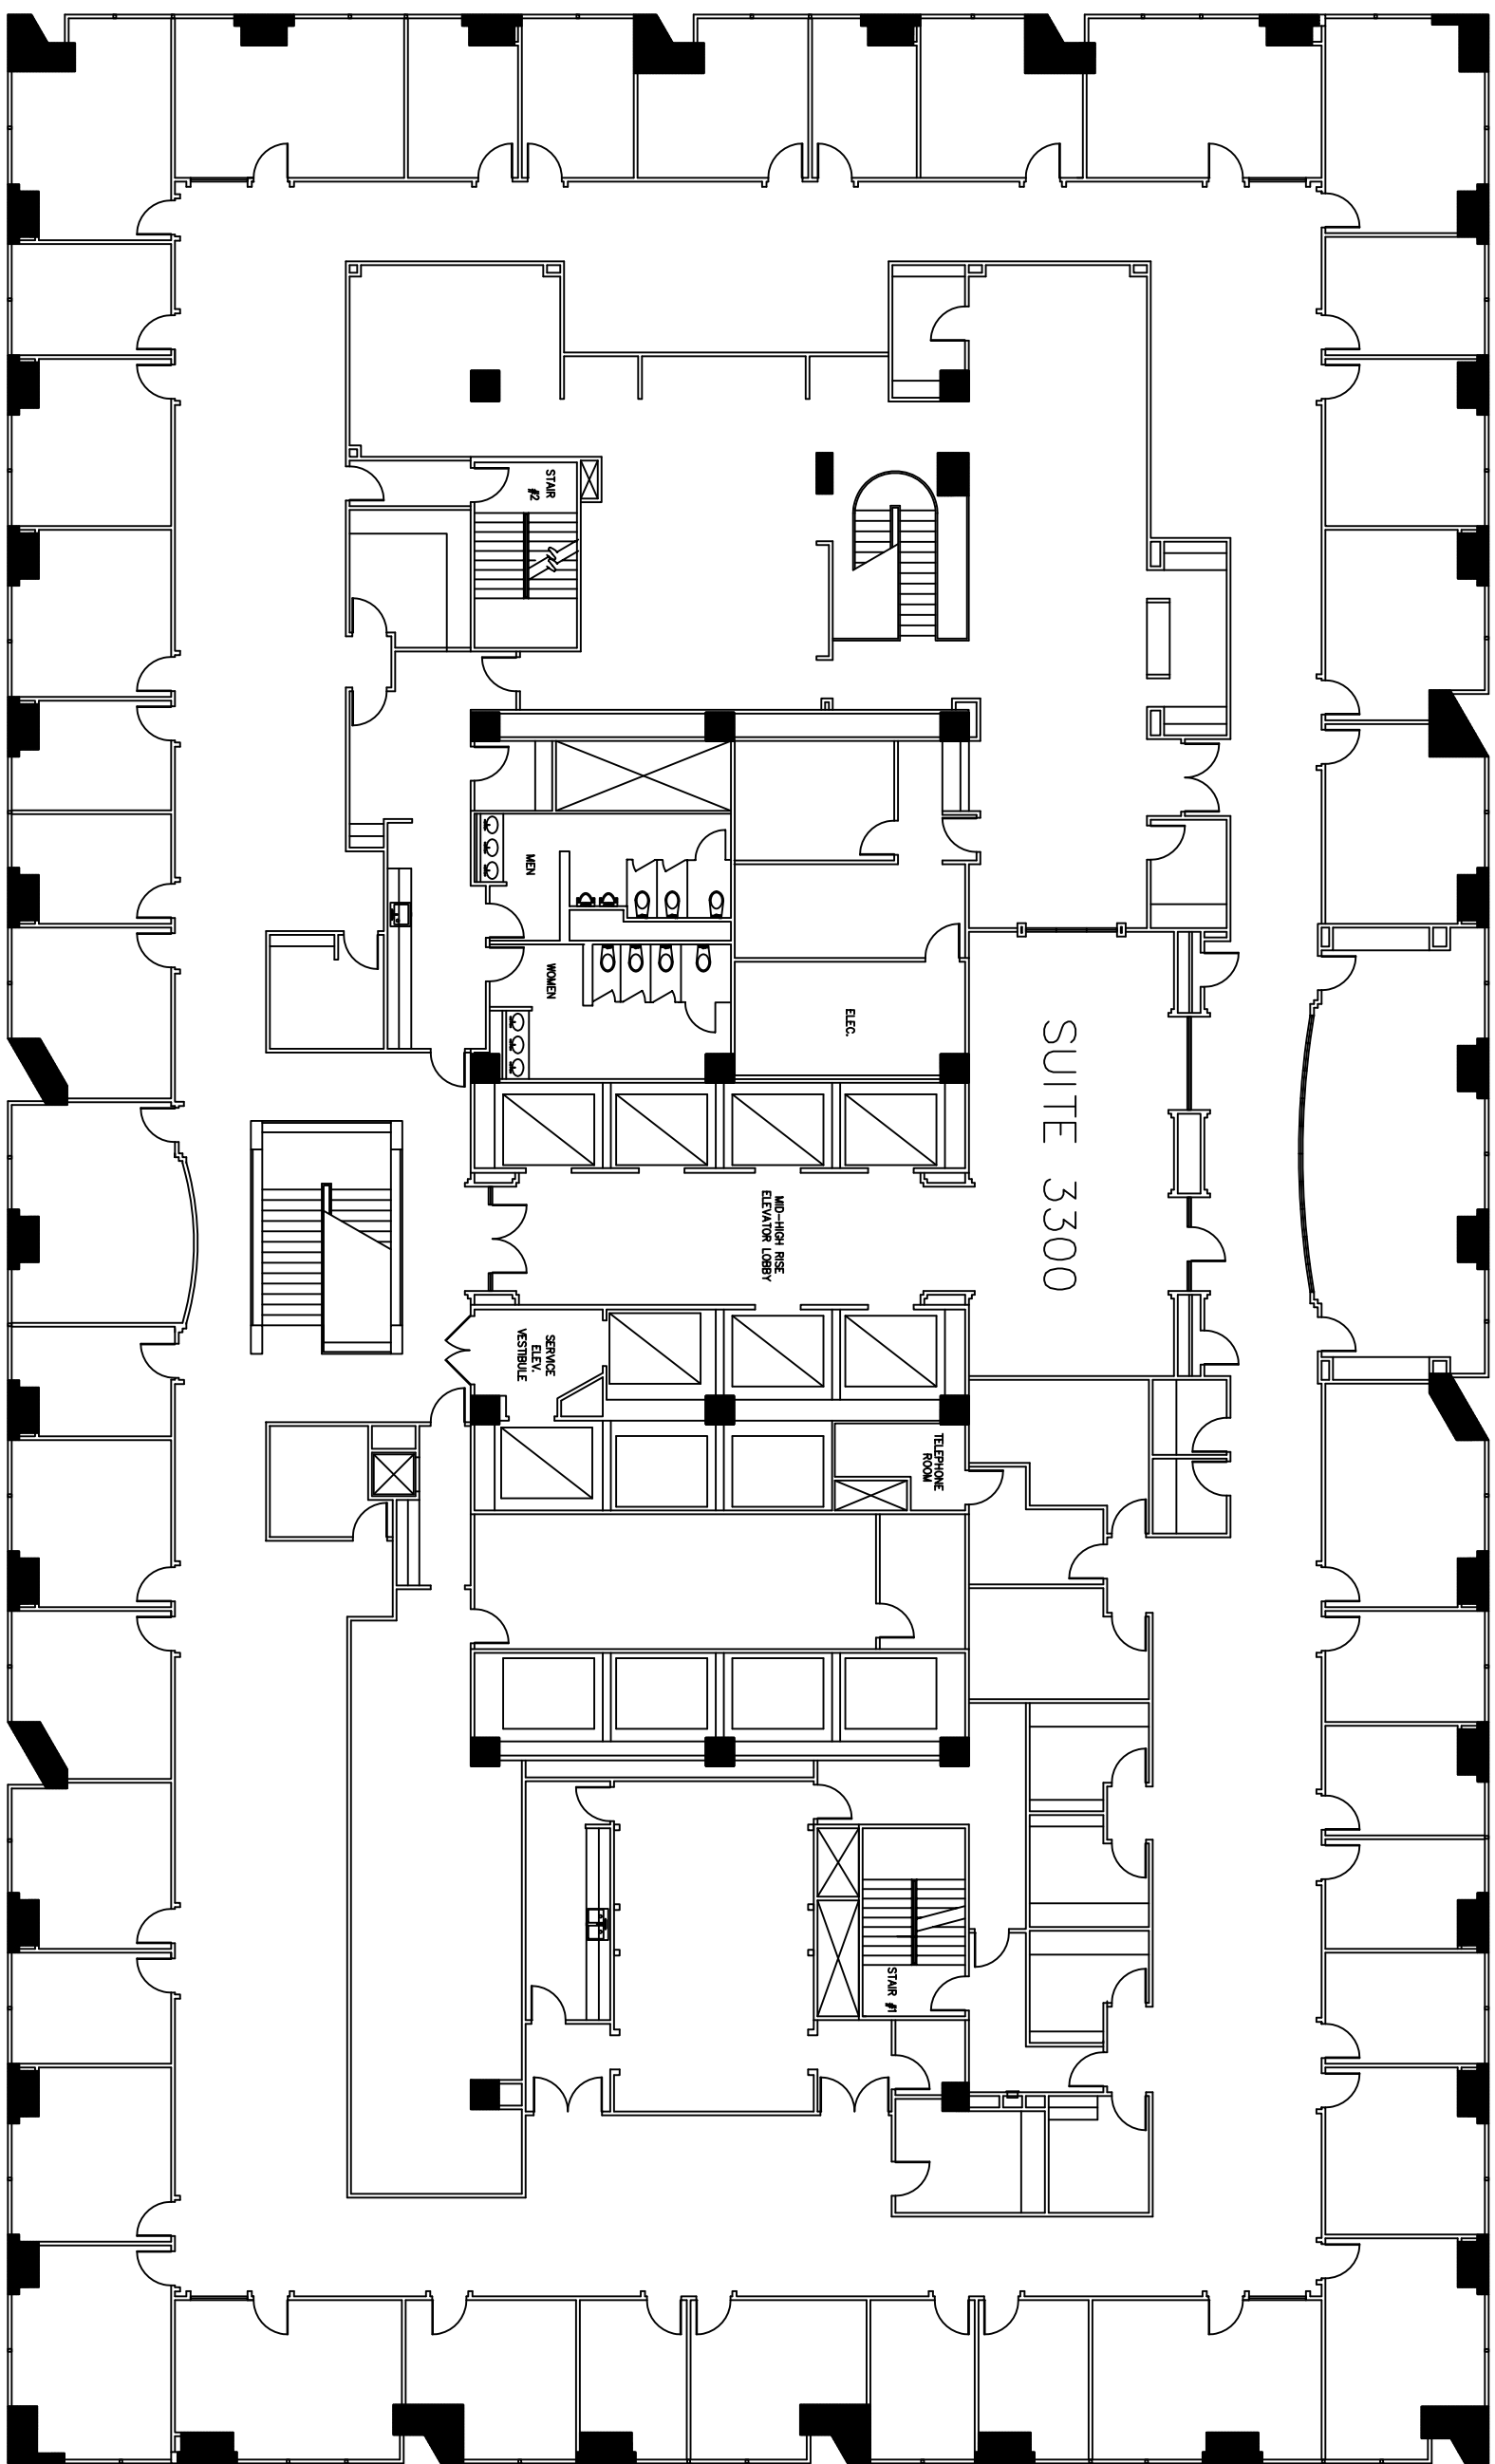 STAIR
#2
MEN
WOMEN
ELEC.
SUITE 3300
MID-HIGH RISE
ELEVATOR LOBBY
SERVICE
ELEV.
VESTIBULE
TELEPHONE
ROOM
STAIR #1